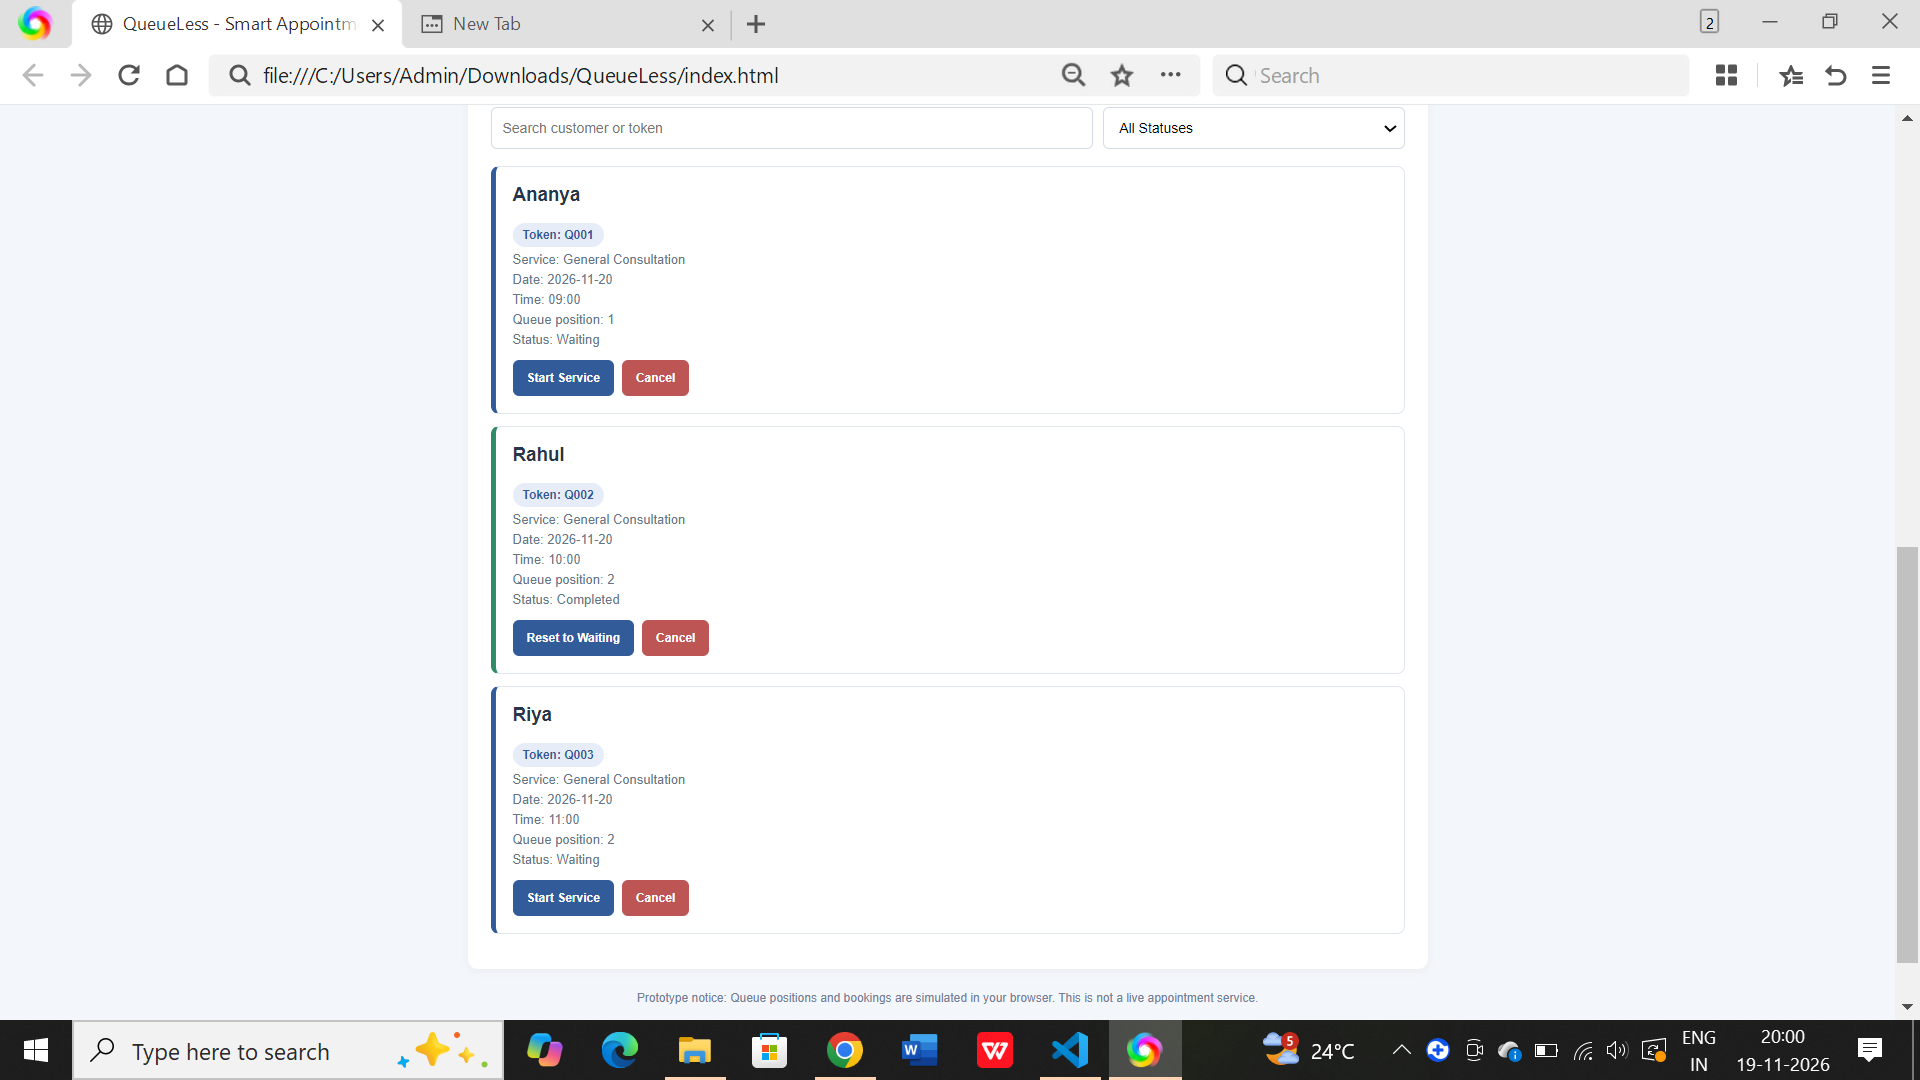 QueueLess - Smart Appointm
New Tab
2
file:///C:/Users/Admin/Downloads/QueueLess/index.html
Search
Search customer or token
All Statuses
Ananya
Token: Q001
Service: General Consultation
Date: 2026-11-20
Time: 09:00
Queue position: 1
Status: Waiting
Start Service
Cancel
Rahul
Token: Q002
Service: General Consultation
Date: 2026-11-20
Time: 10:00
Queue position: 2
Status: Completed
Reset to Waiting
Cancel
Riya
Token: Q003
Service: General Consultation
Date: 2026-11-20
Time: 11:00
Queue position: 2
Status: Waiting
Start Service
Cancel
Prototype notice: Queue positions and bookings are simulated in your browser. This is not a live appointment service.
Type here to search
W
W
5
24°C
ENG
IN
20:00
19-11-2026